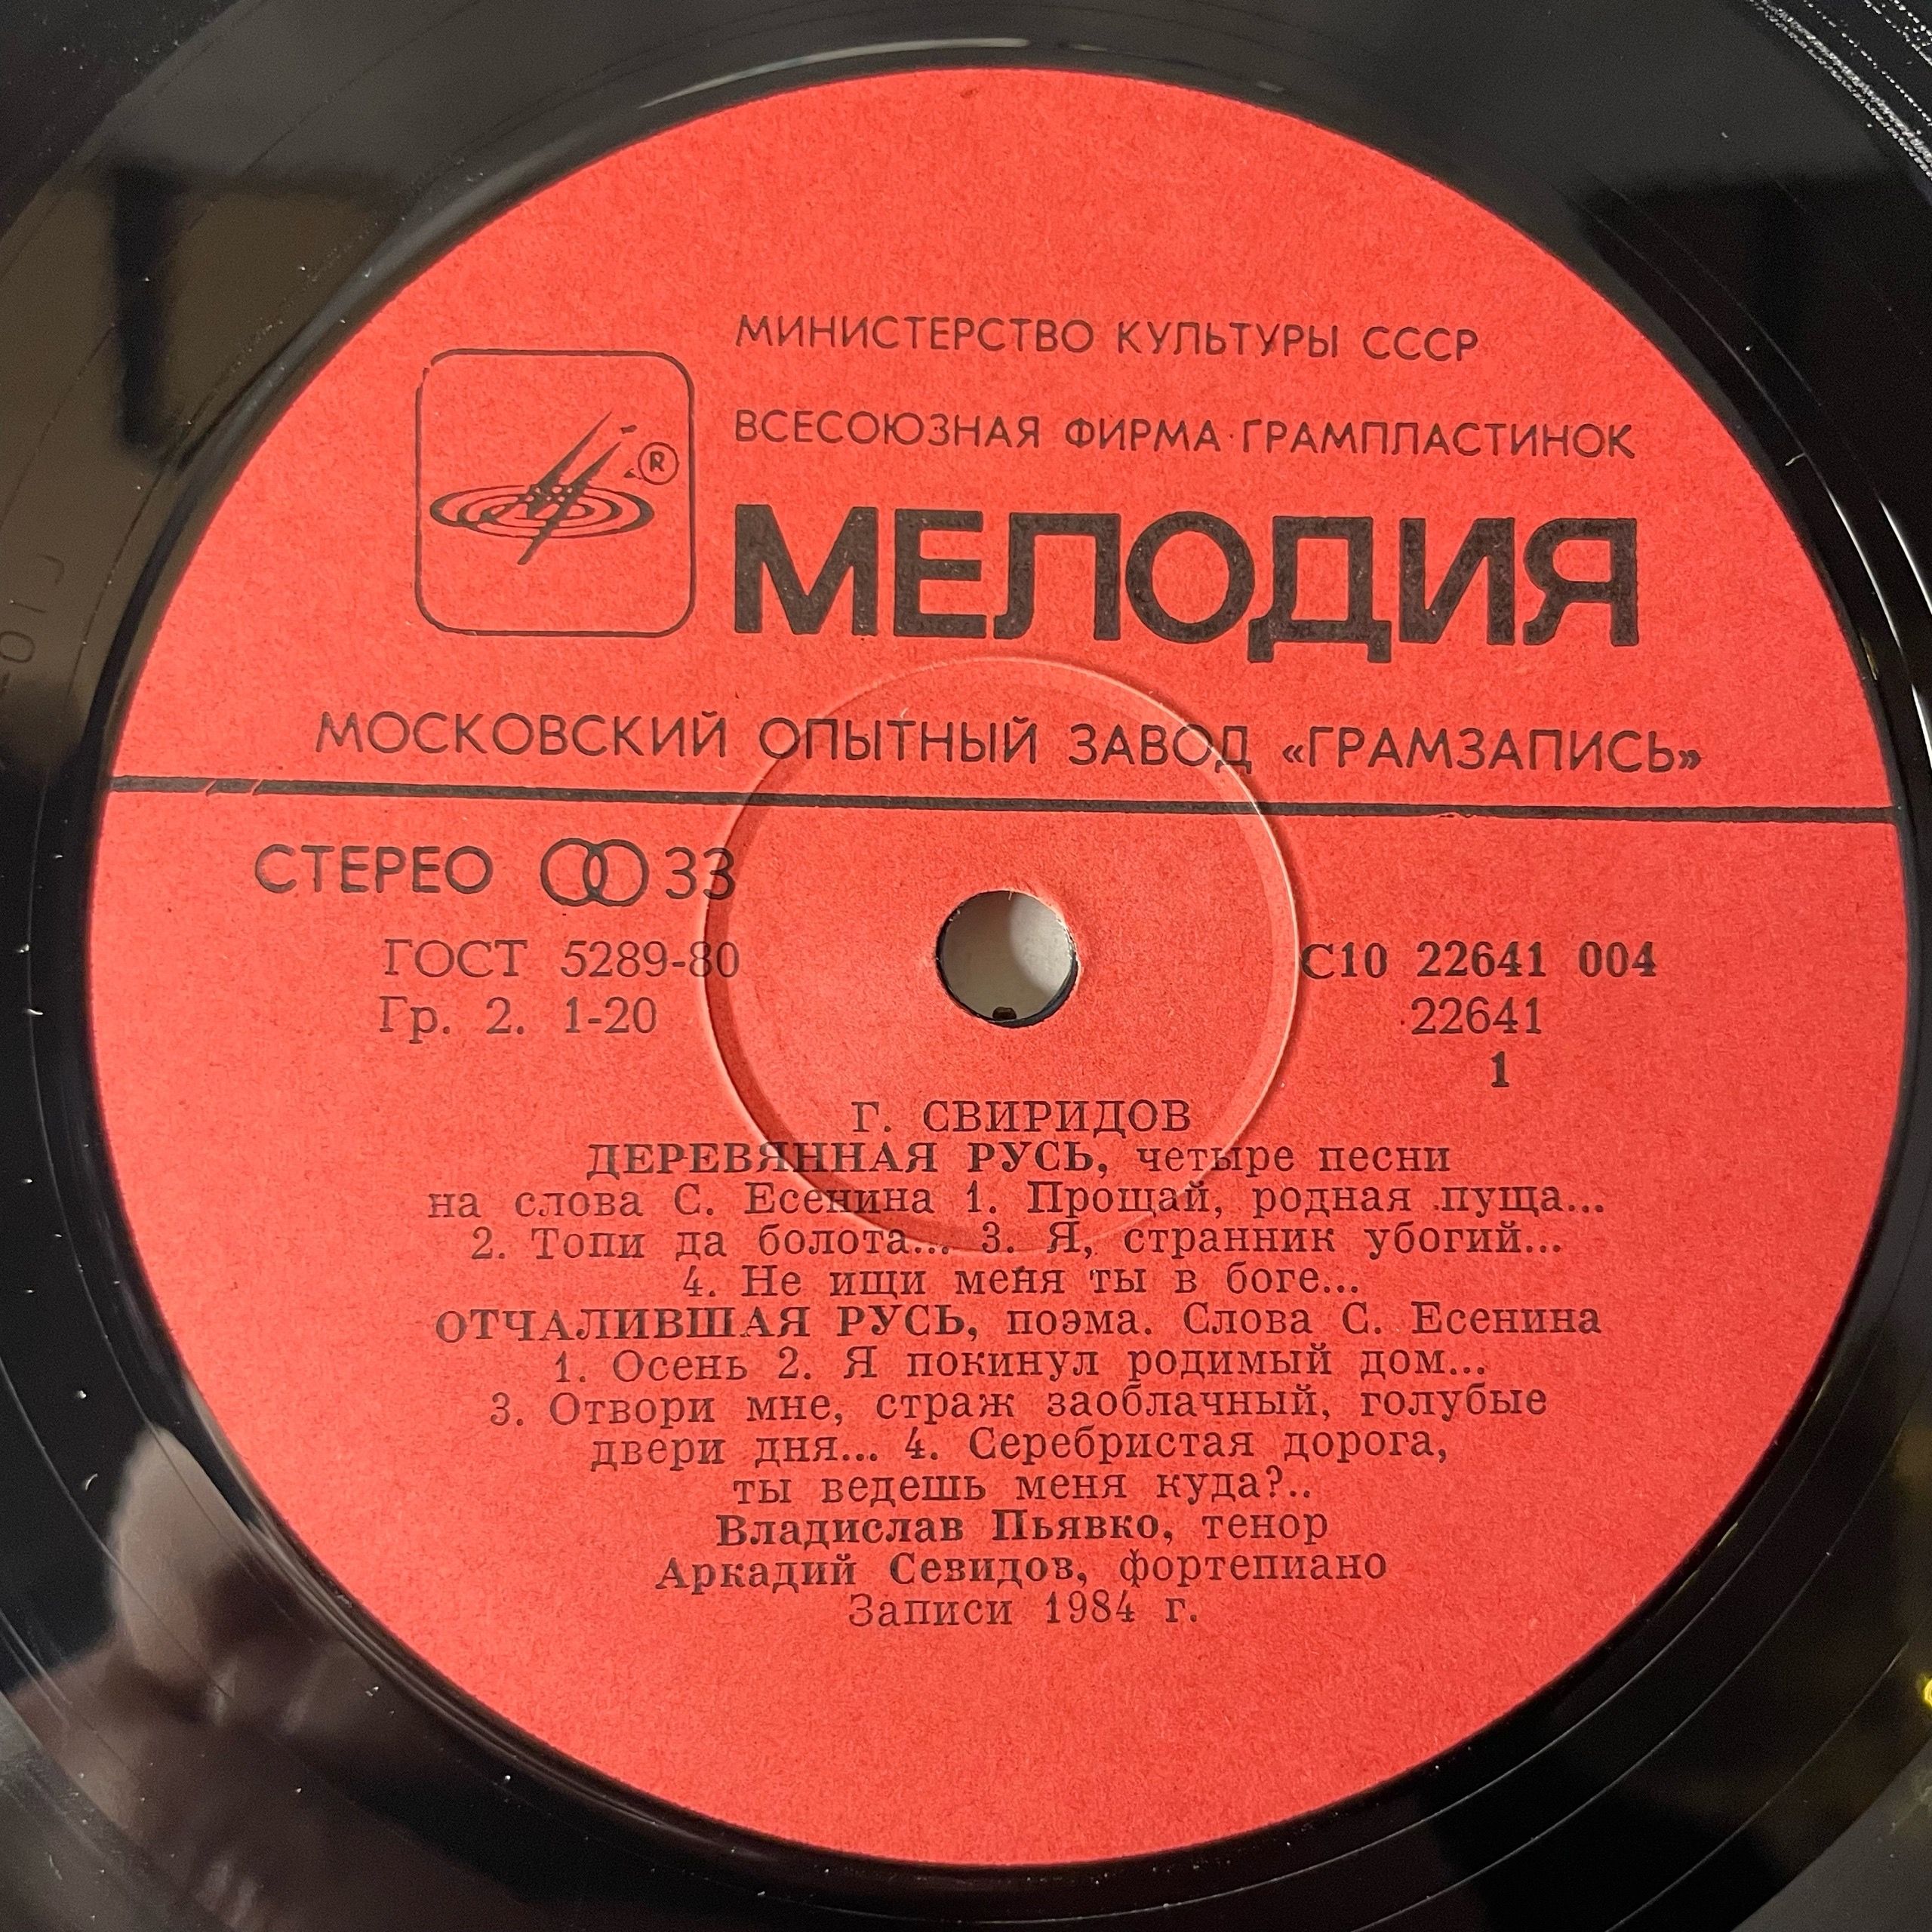 МИНИСТЕРСТВО КУЛЬТУРЫ СССР
ВСЕСОЮЗНАЯ ФИРМА ГРАМПЛАСТИНОК
®
МЕЛОДИЯ
МОСКОВСКИЙ ОПЫТНЫЙ ЗАВОД «ГРАМЗАПИСЬ»
СТЕРЕО 33
ГОСТ 5289-80
Гр. 2. 1-20
С10 22641 004
22641
1
Г. СВИРИДОВ
ДЕРЕВЯННАЯ РУСЬ, четыре песни
на слова С. Есенина 1. Прощай, родная пуща...
2. Топи да болота... 3. Я, странник убогий...
4. Не ищи меня ты в боге...
ОТЧАЛИВШАЯ РУСЬ, поэма. Слова С. Есенина
1. Осень 2. Я покинул родимый дом...
3. Отвори мне, страж заоблачный, голубые
двери дня... 4. Серебристая дорога,
ты ведешь меня куда?..
Владислав Пьявко, тенор
Аркадий Севидов, фортепиано
Записи 1984 г.